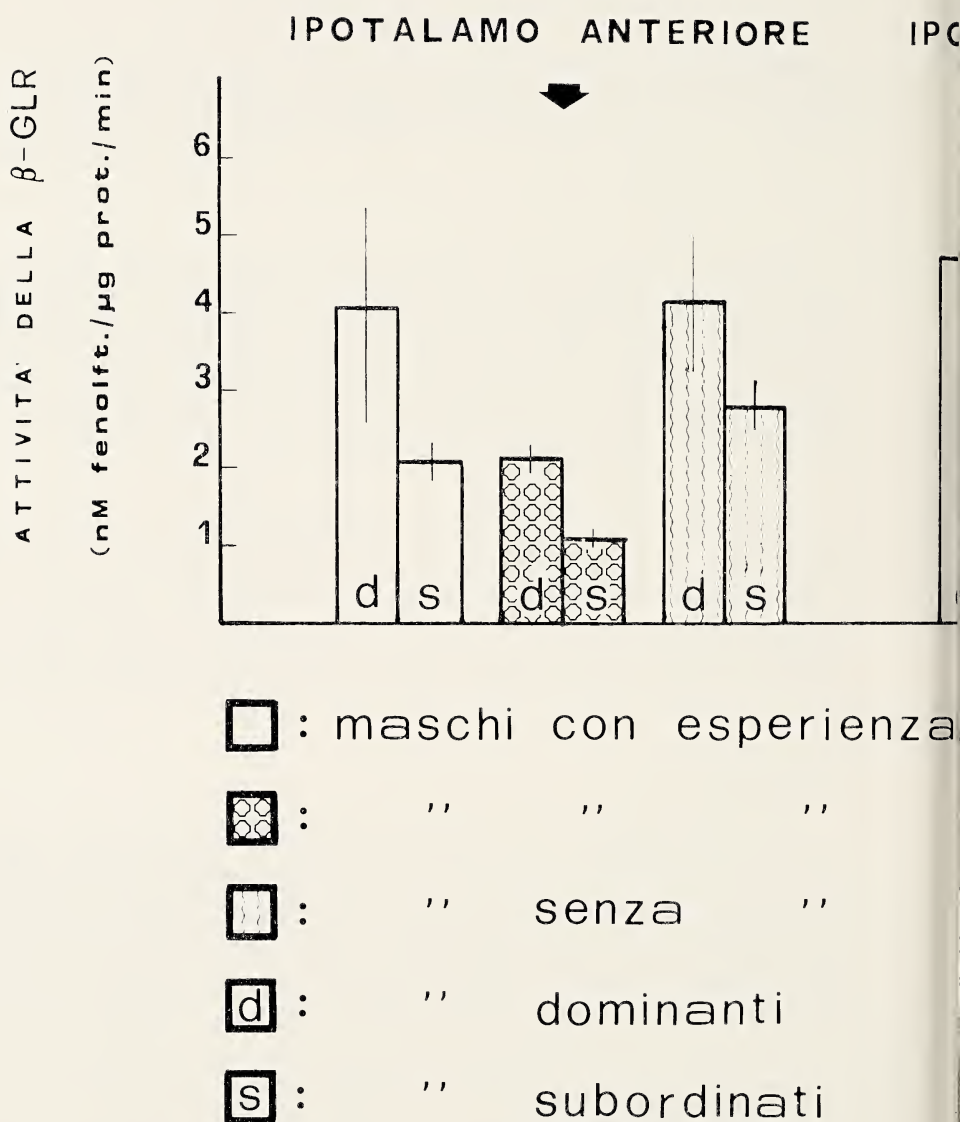 IPOTALAMO ANTERIORE
ATTIVITA' DELLA β-GLR
(nM fenolft./µg prot./min)
6
5
4
3
2
1
d s d s d s
: maschi con esperienza
: '' '' ''
: '' senza ''
d : '' dominanti
s : '' subordinati